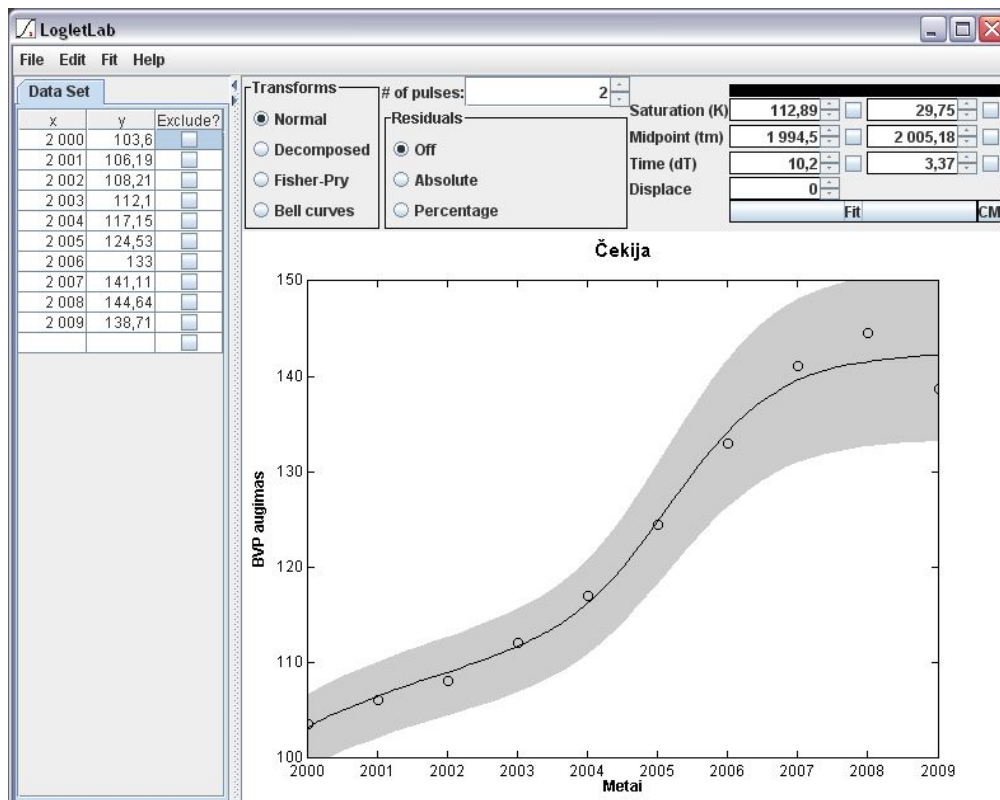 LogletLab
File Edit Fit Help
Data Set
x y Exclude?
2 000 103,6
2 001 106,19
2 002 108,21
2 003 112,1
2 004 117,15
2 005 124,53
2 006 133
2 007 141,11
2 008 144,64
2 009 138,71
Transforms
Normal
Decomposed
Fisher-Pry
Bell curves
# of pulses: 2
Residuals
Off
Absolute
Percentage
Saturation (K) 112,89 29,75
Midpoint (tm) 1 994,5 2 005,18
Time (dT) 10,2 3,37
Displace 0
Fit CM
Čekija
BVP augimas
150
140
130
120
110
100
2000 2001 2002 2003 2004 2005 2006 2007 2008 2009
Metai